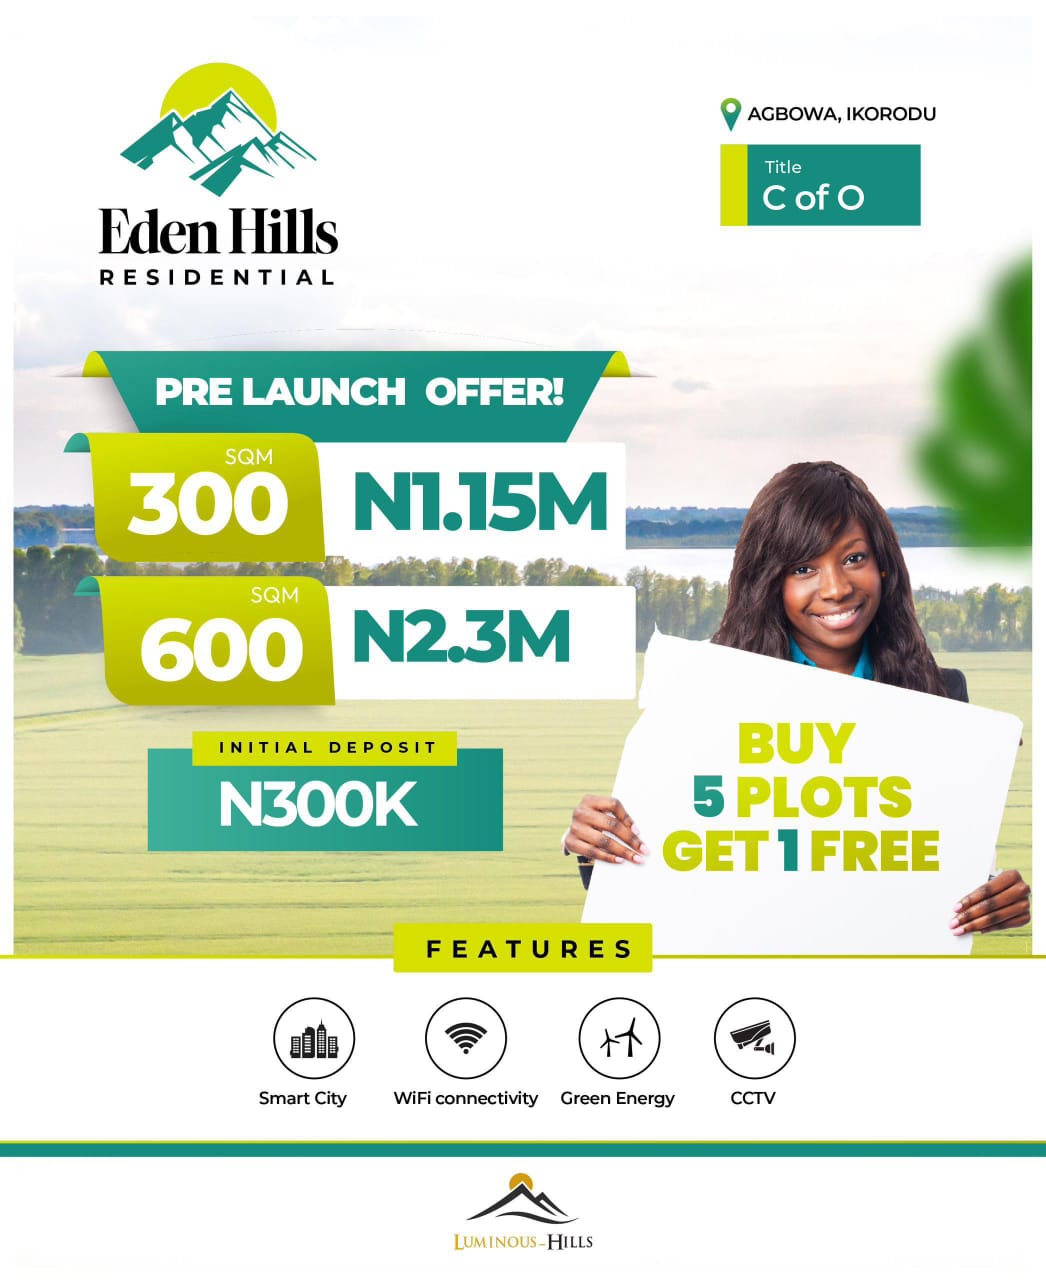 Eden Hills
RESIDENTIAL
AGBOWA, IKORODU
Title
C of O
PRE LAUNCH OFFER!
SQM
300
N1.15M
SQM
600
N2.3M
INITIAL DEPOSIT
N300K
BUY
5 PLOTS
GET 1 FREE
FEATURES
Smart City
WiFi connectivity
Green Energy
CCTV
LUMINOUS-HILLS